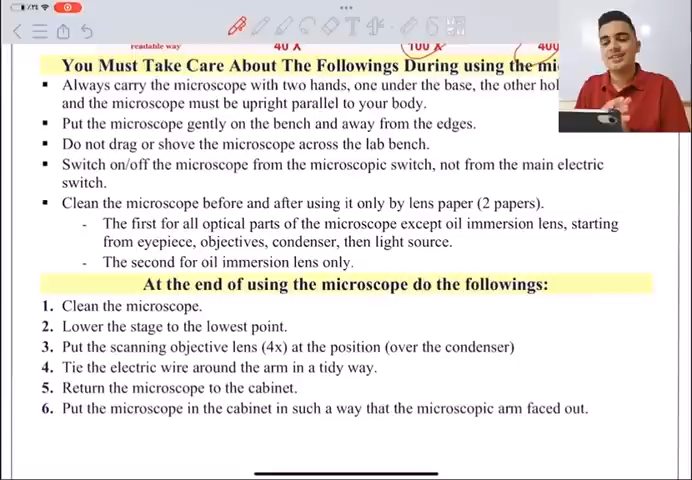 readable way 40 X 100 X 400
You Must Take Care About The Followings During using the mi
▪ Always carry the microscope with two hands, one under the base, the other hol
and the microscope must be upright parallel to your body.
▪ Put the microscope gently on the bench and away from the edges.
▪ Do not drag or shove the microscope across the lab bench.
▪ Switch on/off the microscope from the microscopic switch, not from the main electric
switch.
▪ Clean the microscope before and after using it only by lens paper (2 papers).
- The first for all optical parts of the microscope except oil immersion lens, starting
from eyepiece, objectives, condenser, then light source.
- The second for oil immersion lens only.
At the end of using the microscope do the followings:
1. Clean the microscope.
2. Lower the stage to the lowest point.
3. Put the scanning objective lens (4x) at the position (over the condenser)
4. Tie the electric wire around the arm in a tidy way.
5. Return the microscope to the cabinet.
6. Put the microscope in the cabinet in such a way that the microscopic arm faced out.